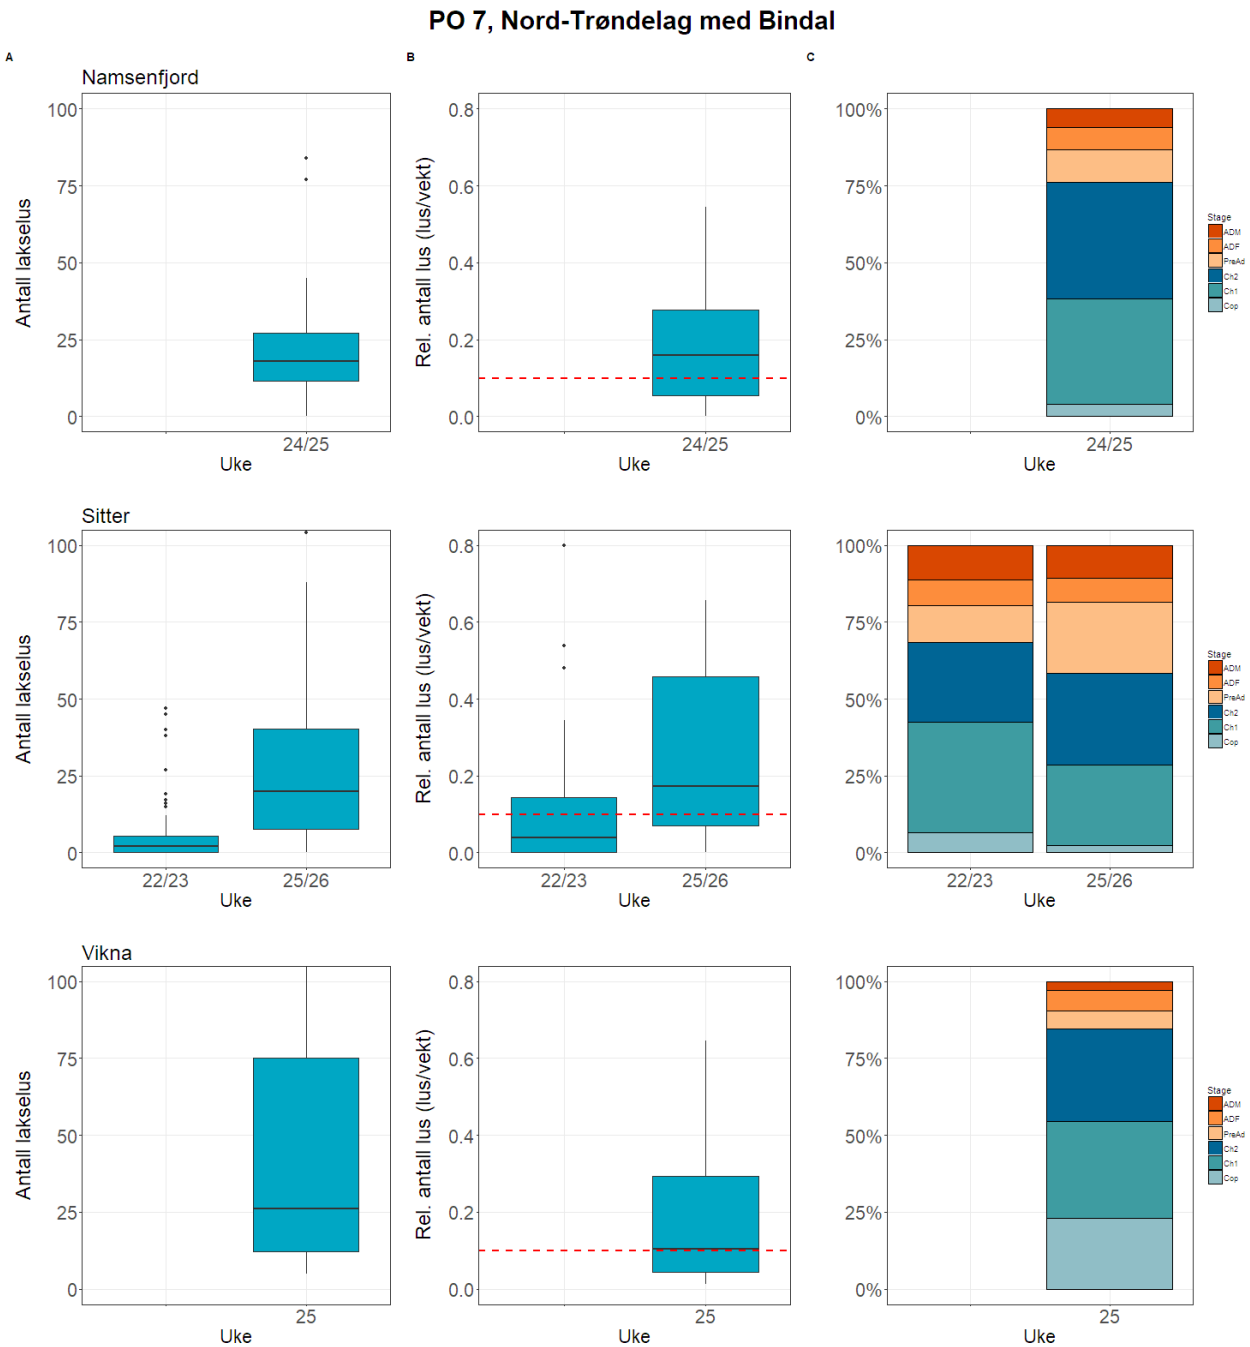 PO 7, Nord-Trøndelag med Bindal
A
B
C
Namsenfjord
Antall lakselus
100
75
50
25
0
24/25
Uke
Rel. antall lus (lus/vekt)
0.8
0.6
0.4
0.2
0.0
24/25
Uke
100%
75%
50%
25%
0%
24/25
Uke
Stage
ADM
ADF
PreAd
Ch2
Ch1
Cop
Sitter
Antall lakselus
100
75
50
25
0
22/23
25/26
Uke
Rel. antall lus (lus/vekt)
0.8
0.6
0.4
0.2
0.0
22/23
25/26
Uke
100%
75%
50%
25%
0%
22/23
25/26
Uke
Stage
ADM
ADF
PreAd
Ch2
Ch1
Cop
Vikna
Antall lakselus
100
75
50
25
0
25
Uke
Rel. antall lus (lus/vekt)
0.8
0.6
0.4
0.2
0.0
25
Uke
100%
75%
50%
25%
0%
25
Uke
Stage
ADM
ADF
PreAd
Ch2
Ch1
Cop